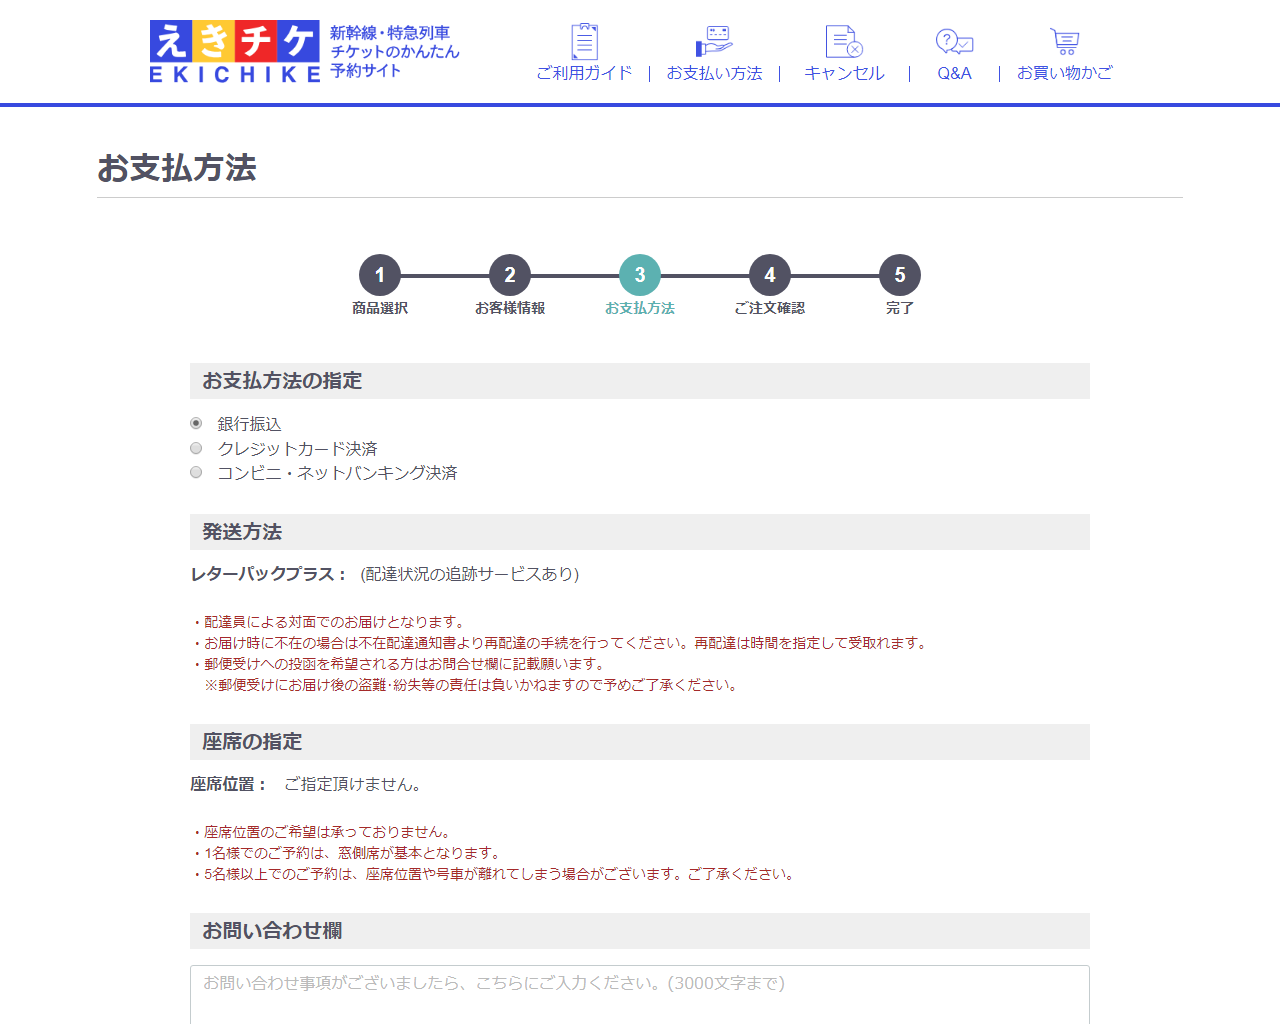 えきチケ
EKICHIKE
新幹線・特急列車
チケットのかんたん
予約サイト
ご利用ガイド
お支払い方法
キャンセル
Q&A
お買い物かご
お支払方法
1
2
3
4
5
商品選択
お客様情報
お支払方法
ご注文確認
完了
お支払方法の指定
銀行振込
クレジットカード決済
コンビニ・ネットバンキング決済
発送方法
レターパックプラス： (配達状況の追跡サービスあり)
・配達員による対面でのお届けとなります。
・お届け時に不在の場合は不在配達通知書より再配達の手続を行ってください。再配達は時間を指定して受取れます。
・郵便受けへの投函を希望される方はお問合せ欄に記載願います。
※郵便受けにお届け後の盗難･紛失等の責任は負いかねますので予めご了承ください。
座席の指定
座席位置： ご指定頂けません。
・座席位置のご希望は承っておりません。
・1名様でのご予約は、窓側席が基本となります。
・5名様以上でのご予約は、座席位置や号車が離れてしまう場合がございます。ご了承ください。
お問い合わせ欄
お問い合わせ事項がございましたら、こちらにご入力ください。(3000文字まで)